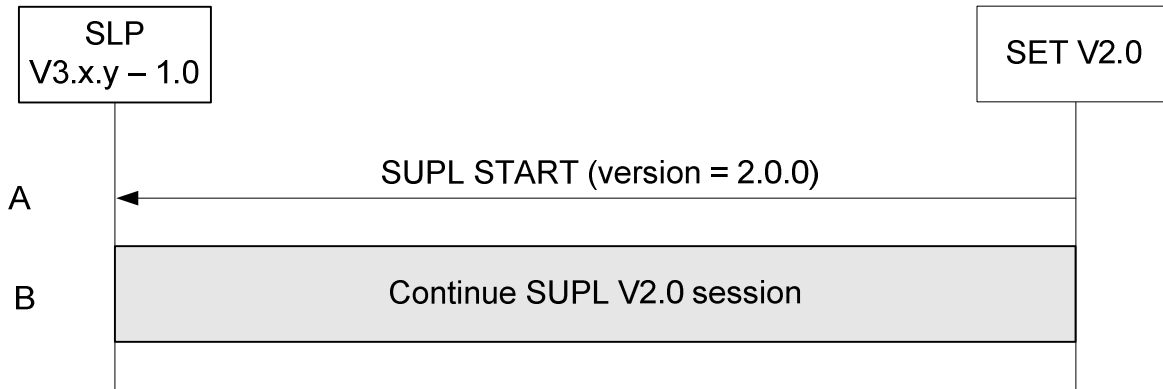 SLP
V3.x.y – 1.0
SET V2.0
SUPL START (version = 2.0.0)
A
Continue SUPL V2.0 session
B